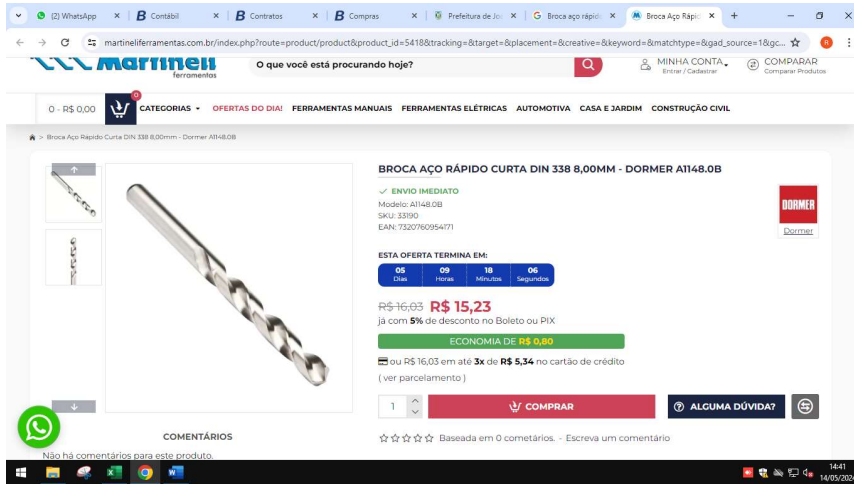 (2) WhatsApp
Contábil
Contratos
Compras
Prefeitura de Jo
Broca aço rápid
Broca Aço Rápic
martineliferramentas.com.br/index.php?route=product/product&product_id=5418&tracking=&target=&placement=&creative=&keyword=&matchtype=&gad_source=1&gc...
Martineli
ferramentas
O que você está procurando hoje?
MINHA CONTA
Entrar / Cadastrar
COMPARAR
Comparar Produtos
0 - R$ 0,00
0
CATEGORIAS
OFERTAS DO DIA!
FERRAMENTAS MANUAIS
FERRAMENTAS ELÉTRICAS
AUTOMOTIVA
CASA E JARDIM
CONSTRUÇÃO CIVIL
> Broca Aço Rápido Curta DIN 338 8,00mm - Dormer A1148.0B
BROCA AÇO RÁPIDO CURTA DIN 338 8,00MM - DORMER A1148.0B
ENVIO IMEDIATO
Modelo: A1148.0B
SKU: 33190
EAN: 7320760954171
DORMER
Dormer
ESTA OFERTA TERMINA EM:
05 09 18 06
Dias Horas Minutos Segundos
R$ 16,03 R$ 15,23
já com 5% de desconto no Boleto ou PIX
ECONOMIA DE R$ 0,80
ou R$ 16,03 em até 3x de R$ 5,34 no cartão de crédito
( ver parcelamento )
1
COMPRAR
ALGUMA DÚVIDA?
COMENTÁRIOS
Baseada em 0 cometários. - Escreva um comentário
Não há comentários para este produto.
14:41
14/05/202